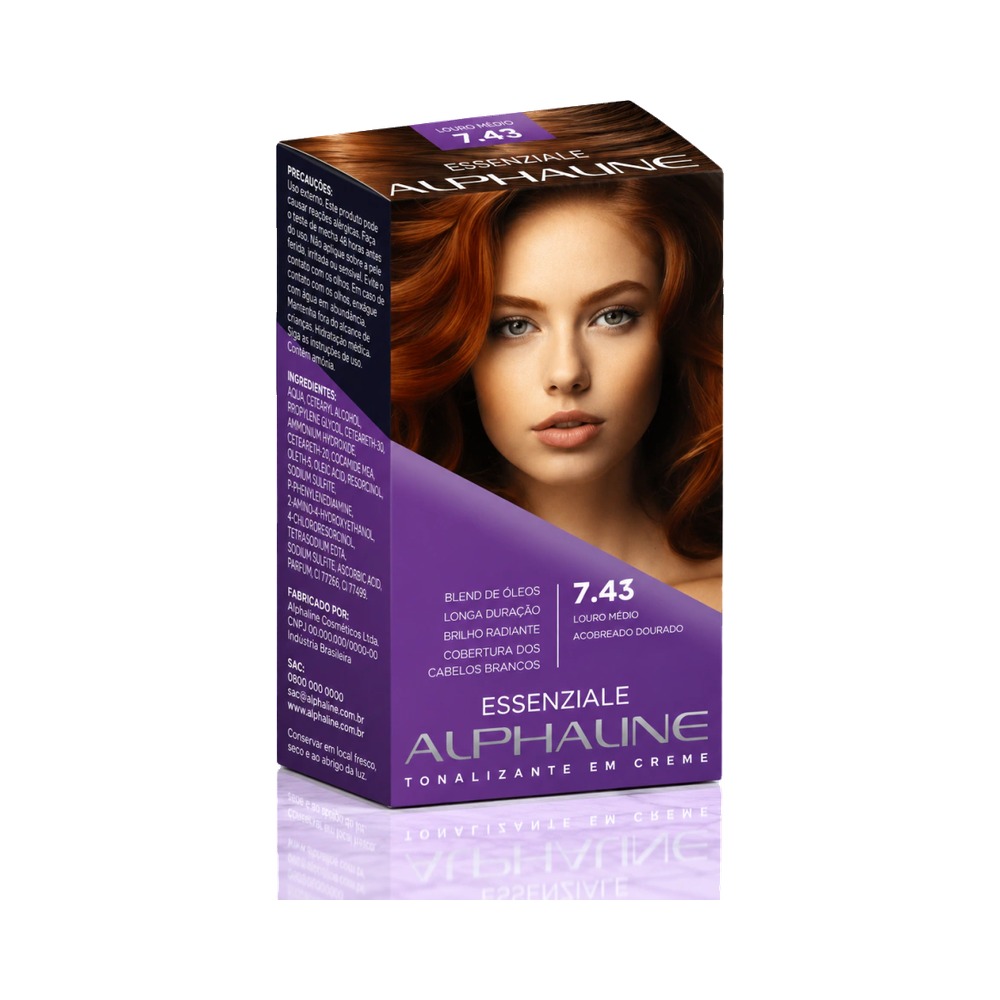 LOURO MÉDIO
7.43
ESSENZIALE
ALPHALINE
PRECAUÇÕES:
Uso externo. Este produto pode
causar reações alérgicas. Faça
o teste de mecha 48 horas antes
do uso. Não aplique sobre a pele
ferida, irritada ou sensível. Evite o
contato com os olhos. Em caso de
contato com os olhos, enxágue
com água em abundância.
Mantenha fora do alcance de
crianças. Hidratação médica.
Siga as instruções de uso.
Contém amônia.
INGREDIENTES:
AQUA, CETEARYL ALCOHOL,
PROPYLENE GLYCOL, CETEARETH-30,
AMMONIUM HYDROXIDE,
CETEARETH-20, COCAMIDE MEA,
OLETH-5, OLEIC ACID, RESORCINOL,
SODIUM SULFITE,
P-PHENYLENEDIAMINE,
2-AMINO-4-HYDROXYETHANOL,
4-CHLORORESORCINOL,
TETRASODIUM EDTA,
SODIUM SULFITE, ASCORBIC ACID,
PARFUM, CI 77266, CI 77499.
FABRICADO POR:
Alphaline Cosméticos Ltda.
CNPJ 00.000.000/0000-00
Indústria Brasileira
SAC:
0800 000 0000
sac@alphaline.com.br
www.alphaline.com.br
Conservar em local fresco,
seco e ao abrigo da luz.
BLEND DE ÓLEOS
LONGA DURAÇÃO
BRILHO RADIANTE
COBERTURA DOS
CABELOS BRANCOS
7.43
LOURO MÉDIO
ACOBREADO DOURADO
ESSENZIALE
ALPHALINE
TONALIZANTE EM CREME